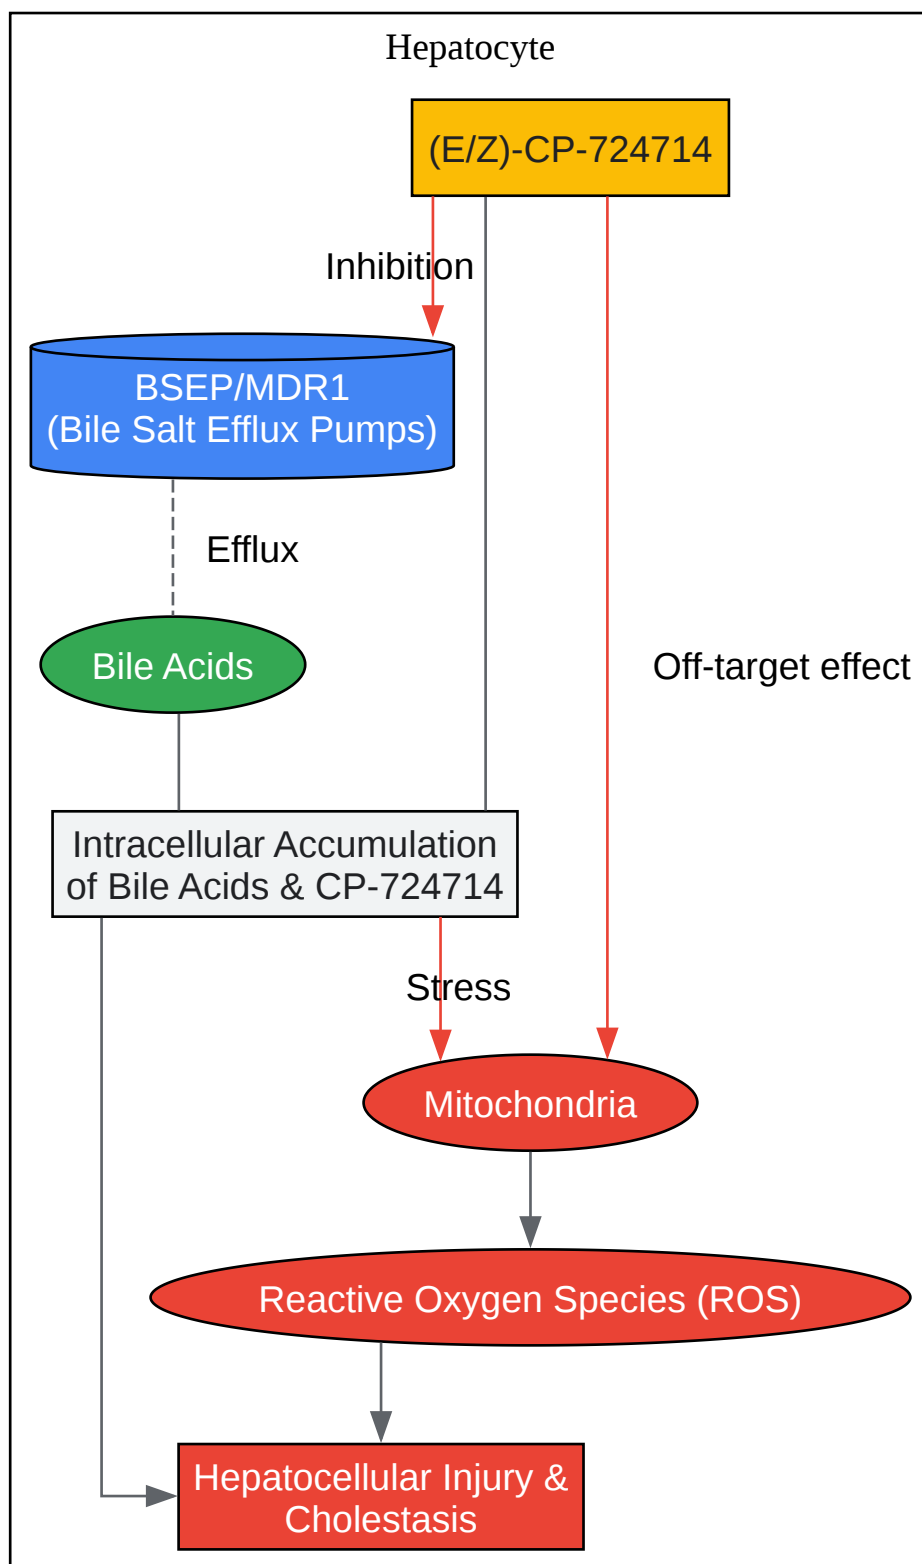 Hepatocyte
(E/Z)-CP-724714
Inhibition
BSEP/MDR1
(Bile Salt Efflux Pumps)
Efflux
Bile Acids
Off-target effect
Intracellular Accumulation
of Bile Acids & CP-724714
Stress
Mitochondria
Reactive Oxygen Species (ROS)
Hepatocellular Injury &
Cholestasis